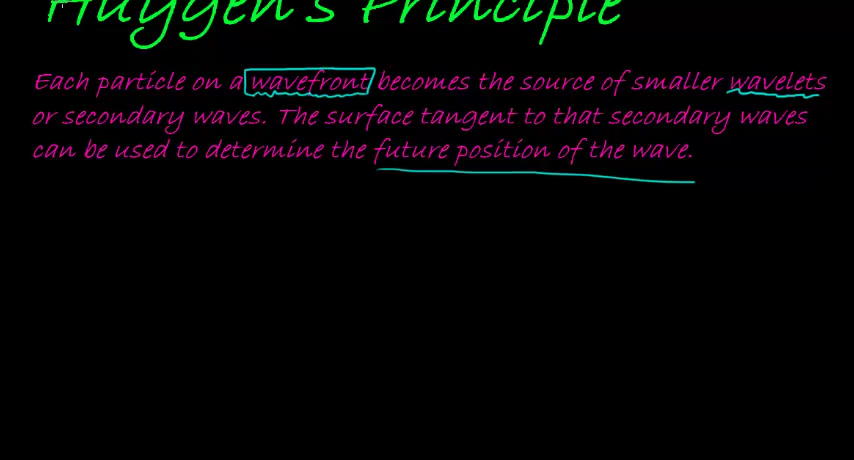 Huygen's Principle
Each particle on a wavefront becomes the source of smaller wavelets
or secondary waves. The surface tangent to that secondary waves
can be used to determine the future position of the wave.